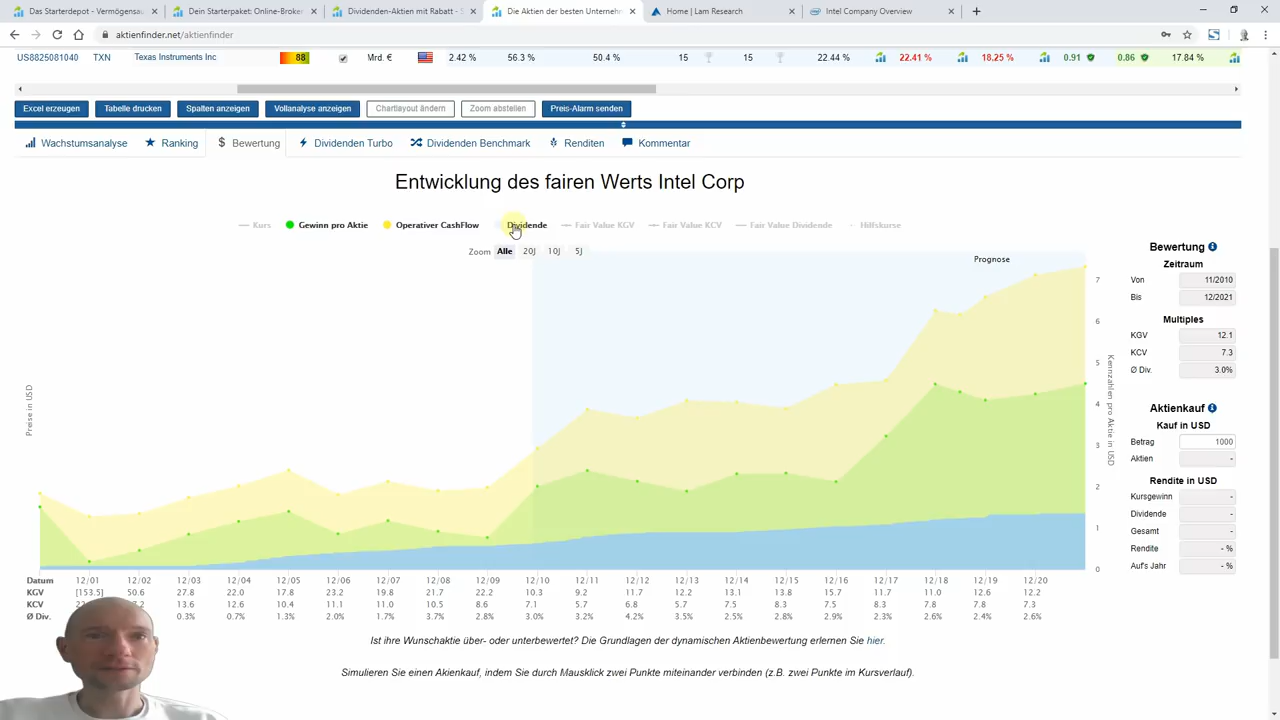 Das Starterdepot - Vermögensau
Dein Starterpaket: Online-Broker
Dividenden-Aktien mit Rabatt - S
Die Aktien der besten Unternehm
Home | Lam Research
Intel Company Overview
aktienfinder.net/aktienfinder
US8825081040 TXN Texas Instruments Inc 88 Mrd. € 2.42 % 56.3 % 50.4 % 15 15 22.44 % 22.41 % 18.25 % 0.91 0.86 17.84 %
Excel erzeugen Tabelle drucken Spalten anzeigen Vollanalyse anzeigen Chartlayout ändern Zoom abstellen Preis-Alarm senden
Wachstumsanalyse Ranking Bewertung Dividenden Turbo Dividenden Benchmark Renditen Kommentar
Entwicklung des fairen Werts Intel Corp
Kurs Gewinn pro Aktie Operativer CashFlow Dividende Fair Value KGV Fair Value KCV Fair Value Dividende Hilfskurse
Zoom Alle 20J 10J 5J
Prognose
Preise in USD
7
6
5
4
3
2
1
0
Kennzahlen pro Aktie in USD
Datum 12/01 12/02 12/03 12/04 12/05 12/06 12/07 12/08 12/09 12/10 12/11 12/12 12/13 12/14 12/15 12/16 12/17 12/18 12/19 12/20
KGV [153.5] 50.6 27.8 22.0 17.8 23.2 19.8 21.7 22.2 10.3 9.2 11.7 12.2 13.1 13.8 15.7 11.7 11.0 12.6 12.2
KCV 13.6 12.6 10.4 11.1 11.0 10.5 8.6 7.1 5.7 6.8 5.7 7.5 8.3 7.5 8.3 7.8 7.8 7.3
Ø Div. 0.3% 0.7% 1.3% 2.0% 1.7% 3.7% 2.8% 3.0% 3.2% 4.2% 3.5% 2.5% 2.8% 2.9% 2.3% 2.6% 2.4% 2.6%
Ist ihre Wunschaktie über- oder unterbewertet? Die Grundlagen der dynamischen Aktienbewertung erlernen Sie hier.
Simulieren Sie einen Akienkauf, indem Sie durch Mausklick zwei Punkte miteinander verbinden (z.B. zwei Punkte im Kursverlauf).
Bewertung
Zeitraum
Von 11/2010
Bis 12/2021
Multiples
KGV 12.1
KCV 7.3
Ø Div. 3.0%
Aktienkauf
Kauf in USD
Betrag 1000
Aktien -
Rendite in USD
Kursgewinn -
Dividende -
Gesamt -
Rendite - %
Auf's Jahr - %